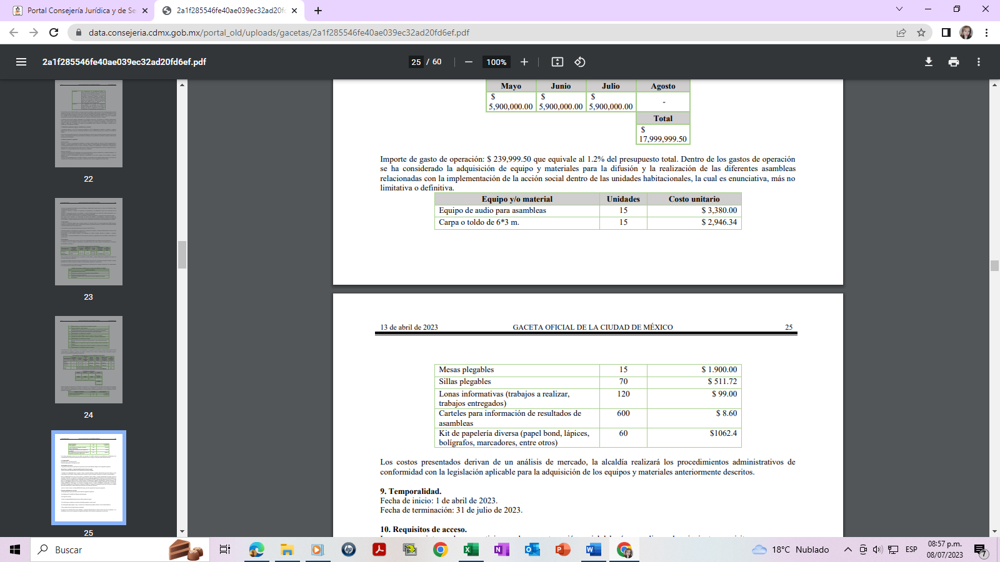 Portal Consejería Jurídica y de Se
2a1f285546fe40ae039ec32ad20fd
data.consejeria.cdmx.gob.mx/portal_old/uploads/gacetas/2a1f285546fe40ae039ec32ad20fd6ef.pdf
2a1f285546fe40ae039ec32ad20fd6ef.pdf
25 / 60
100%
22
23
24
25
Mayo Junio Julio Agosto
$ $ $ -
5,900,000.00 5,900,000.00 5,900,000.00
Total
$
17,999,999.50
Importe de gasto de operación: $ 239,999.50 que equivale al 1.2% del presupuesto total. Dentro de los gastos de operación
se ha considerado la adquisición de equipo y materiales para la difusión y la realización de las diferentes asambleas
relacionadas con la implementación de la acción social dentro de las unidades habitacionales, la cual es enunciativa, más no
limitativa o definitiva.
Equipo y/o material Unidades Costo unitario
Equipo de audio para asambleas 15 $ 3,380.00
Carpa o toldo de 6*3 m. 15 $ 2,946.34
13 de abril de 2023 GACETA OFICIAL DE LA CIUDAD DE MÉXICO 25
Mesas plegables 15 $ 1.900.00
Sillas plegables 70 $ 511.72
Lonas informativas (trabajos a realizar, 120 $ 99.00
trabajos entregados)
Carteles para información de resultados de 600 $ 8.60
asambleas
Kit de papelería diversa (papel bond, lápices, 60 $1062.4
bolígrafos, marcadores, entre otros)
Los costos presentados derivan de un análisis de mercado, la alcaldía realizará los procedimientos administrativos de
conformidad con la legislación aplicable para la adquisición de los equipos y materiales anteriormente descritos.
9. Temporalidad.
Fecha de inicio: 1 de abril de 2023.
Fecha de terminación: 31 de julio de 2023.
10. Requisitos de acceso.
Buscar
18°C Nublado
ESP
08:57 p.m.
08/07/2023
7